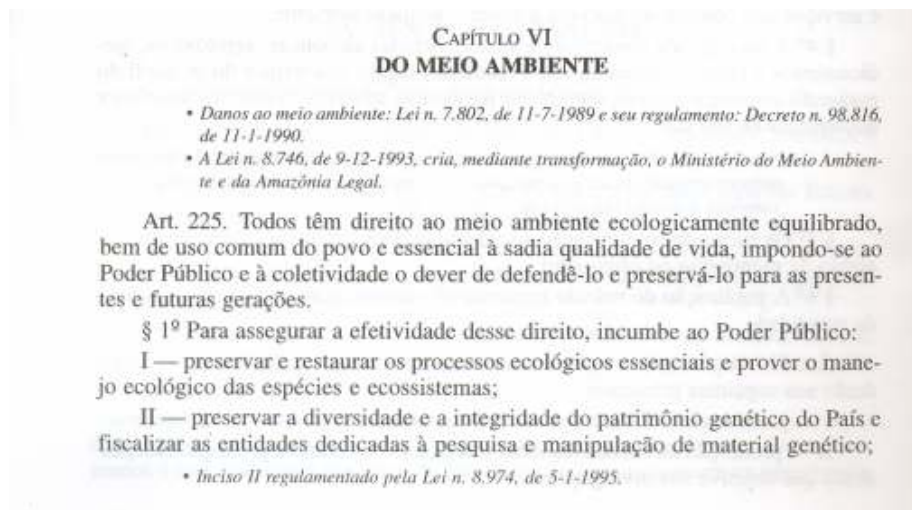 CAPÍTULO VI
DO MEIO AMBIENTE
• Danos ao meio ambiente: Lei n. 7.802, de 11-7-1989 e seu regulamento: Decreto n. 98.816,
de 11-1-1990.
• A Lei n. 8.746, de 9-12-1993, cria, mediante transformação, o Ministério do Meio Ambien-
te e da Amazônia Legal.
Art. 225. Todos têm direito ao meio ambiente ecologicamente equilibrado,
bem de uso comum do povo e essencial à sadia qualidade de vida, impondo-se ao
Poder Público e à coletividade o dever de defendê-lo e preservá-lo para as presen-
tes e futuras gerações.
§ 1º Para assegurar a efetividade desse direito, incumbe ao Poder Público:
I — preservar e restaurar os processos ecológicos essenciais e prover o mane-
jo ecológico das espécies e ecossistemas;
II — preservar a diversidade e a integridade do patrimônio genético do País e
fiscalizar as entidades dedicadas à pesquisa e manipulação de material genético;
• Inciso II regulamentado pela Lei n. 8.974, de 5-1-1995.